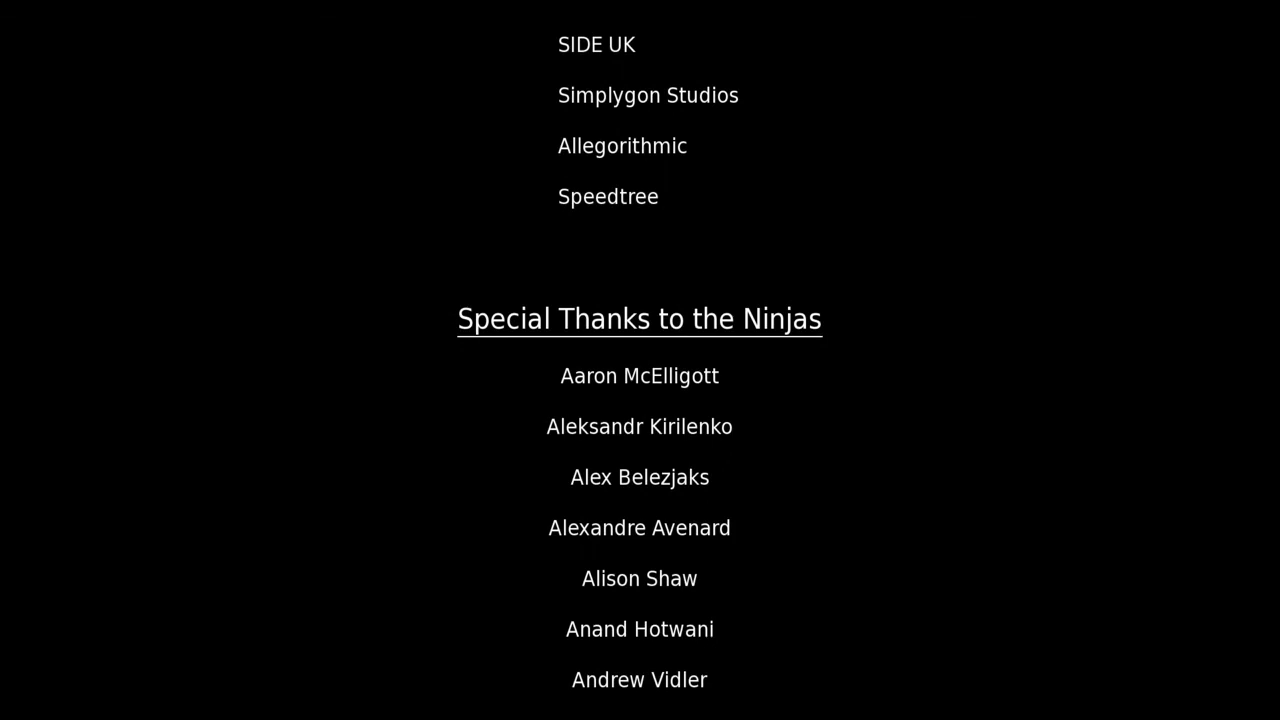 SIDE UK
Simplygon Studios
Allegorithmic
Speedtree
Special Thanks to the Ninjas
Aaron McElligott
Aleksandr Kirilenko
Alex Belezjaks
Alexandre Avenard
Alison Shaw
Anand Hotwani
Andrew Vidler